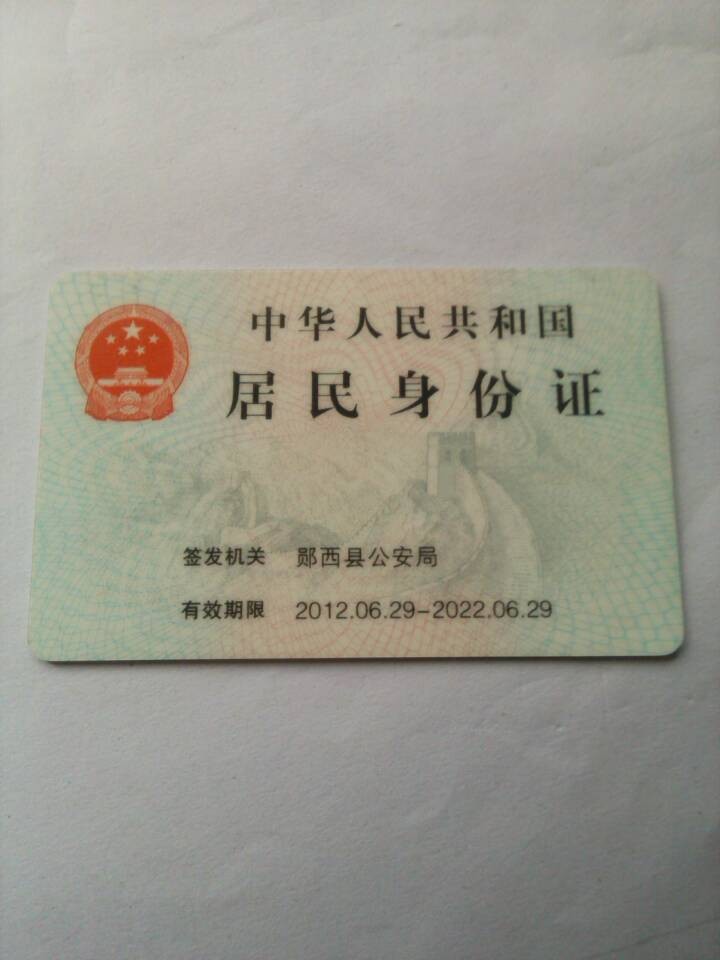 中华人民共和国
居民身份证
签发机关 郧西县公安局
有效期限 2012.06.29-2022.06.29